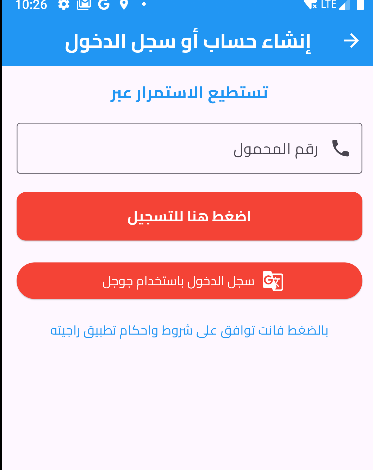 10:26
LTE
إنشاء حساب أو سجل الدخول
تستطيع الاستمرار عبر
رقم المحمول
اضغط هنا للتسجيل
سجل الدخول باستخدام جوجل
بالضغط فانت توافق على شروط واحكام تطبيق راجيته